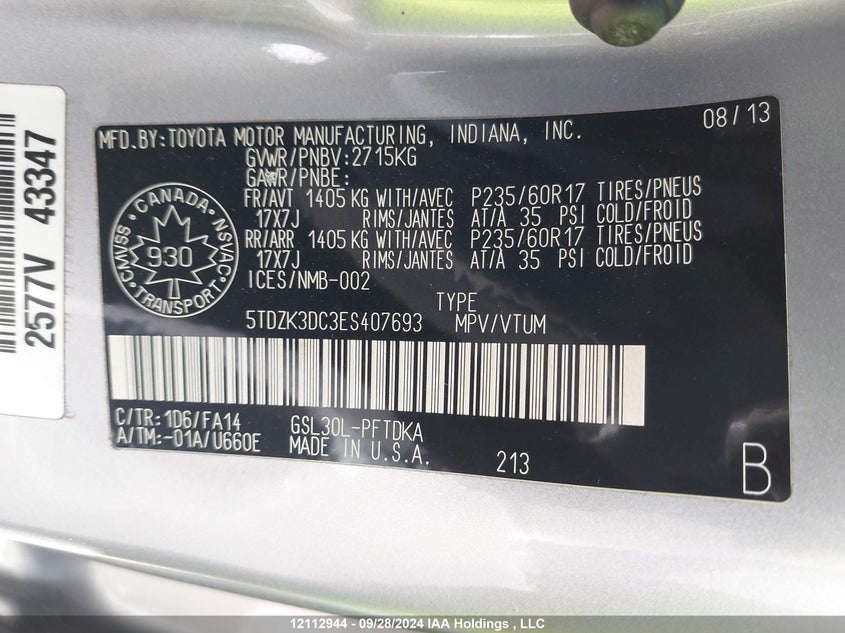 MFD.BY:TOYOTA MOTOR MANUFACTURING, INDIANA, INC. 08/13
GVWR/PNBV:2715KG
GAWR/PNBE:
FR/AVT 1405 KG WITH/AVEC P235/60R17 TIRES/PNEUS
17X7J RIMS/JANTES AT/A 35 PSI COLD/FROID
RR/ARR 1405 KG WITH/AVEC P235/60R17 TIRES/PNEUS
17X7J RIMS/JANTES AT/A 35 PSI COLD/FROID
ICES/NMB-002
CANADA
CMVSS
NSVAC
930
TRANSPORT
TYPE
5TDZK3DC3ES407693 MPV/VTUM
C/TR:1D6/FA14 GSL30L-PFTDKA
A/TM:-01A/U660E MADE IN U.S.A. 213
B
2577V 43347
12112944 - 09/28/2024 IAA Holdings , LLC